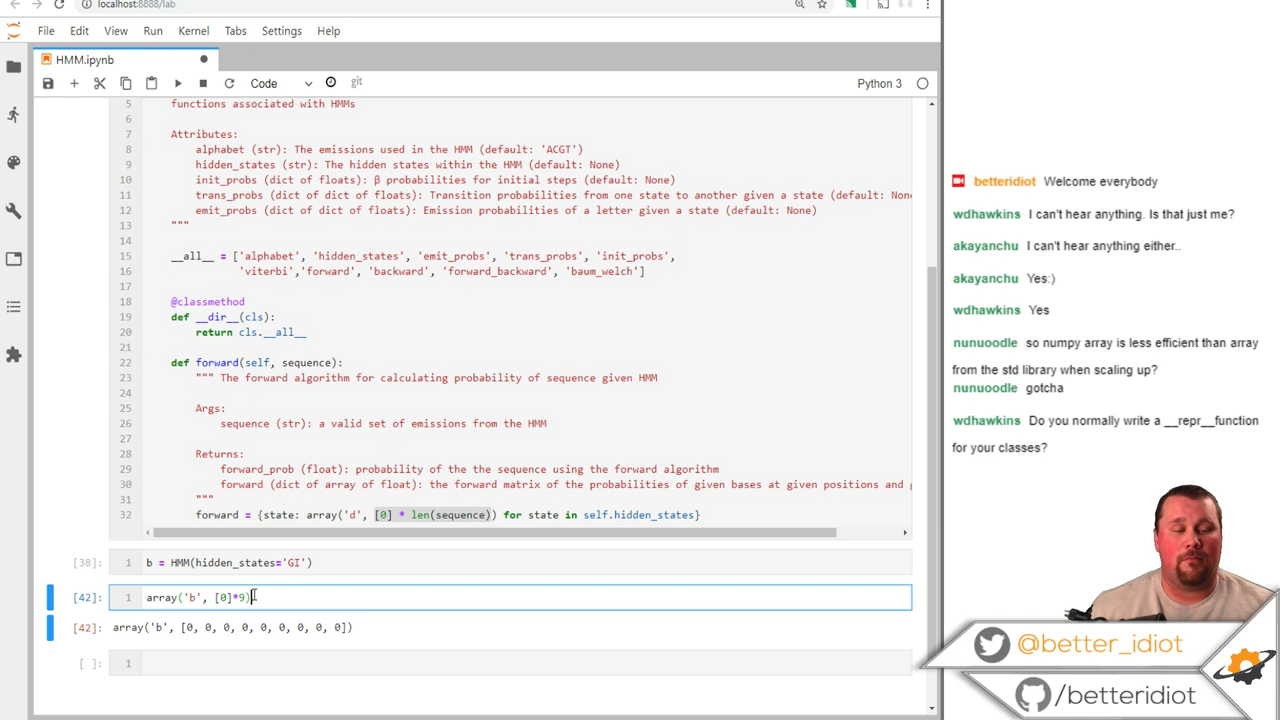 localhost:8888/lab
File Edit View Run Kernel Tabs Settings Help
HMM.ipynb
Code git Python 3
5 functions associated with HMMs
6
7 Attributes:
8 alphabet (str): The emissions used in the HMM (default: 'ACGT')
9 hidden_states (str): The hidden states within the HMM (default: None)
10 init_probs (dict of floats): β probabilities for initial steps (default: None)
11 trans_probs (dict of dict of floats): Transition probabilities from one state to another given a state (default: Non
12 emit_probs (dict of dict of floats): Emission probabilities of a letter given a state (default: None)
13 """
14
15 __all__ = ['alphabet', 'hidden_states', 'emit_probs', 'trans_probs', 'init_probs',
16 'viterbi','forward', 'backward', 'forward_backward', 'baum_welch']
17
18 @classmethod
19 def __dir__(cls):
20 return cls.__all__
21
22 def forward(self, sequence):
23 """ The forward algorithm for calculating probability of sequence given HMM
24
25 Args:
26 sequence (str): a valid set of emissions from the HMM
27
28 Returns:
29 forward_prob (float): probability of the the sequence using the forward algorithm
30 forward (dict of array of float): the forward matrix of the probabilities of given bases at given positions and
31 """
32 forward = {state: array('d', [0] * len(sequence)) for state in self.hidden_states}
[38]: 1 b = HMM(hidden_states='GI')
[42]: 1 array('b', [0]*9)
[42]: array('b', [0, 0, 0, 0, 0, 0, 0, 0, 0])
[ ]: 1
betteridiot Welcome everybody
wdhawkins I can't hear anything. Is that just me?
akayanchu I can't hear anything either..
akayanchu Yes:)
wdhawkins Yes
nunuoodle so numpy array is less efficient than array
from the std library when scaling up?
nunuoodle gotcha
wdhawkins Do you normally write a __repr__function
for your classes?
@better_idiot
/betteridiot